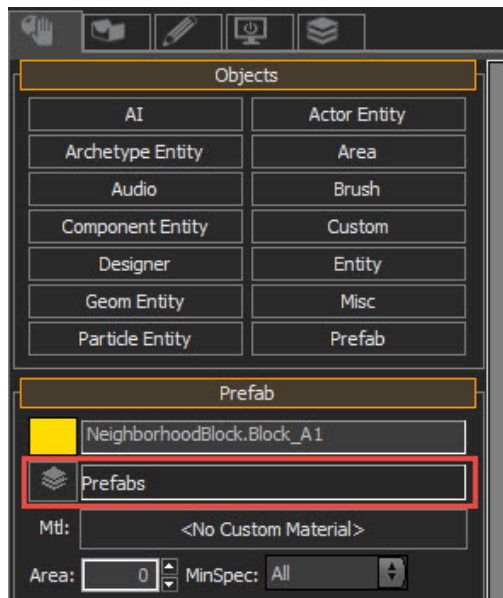 Objects
AI Actor Entity
Archetype Entity Area
Audio Brush
Component Entity Custom
Designer Entity
Geom Entity Misc
Particle Entity Prefab
Prefab
NeighborhoodBlock.Block_A1
Prefabs
Mtl: <No Custom Material>
Area: 0 MinSpec: All